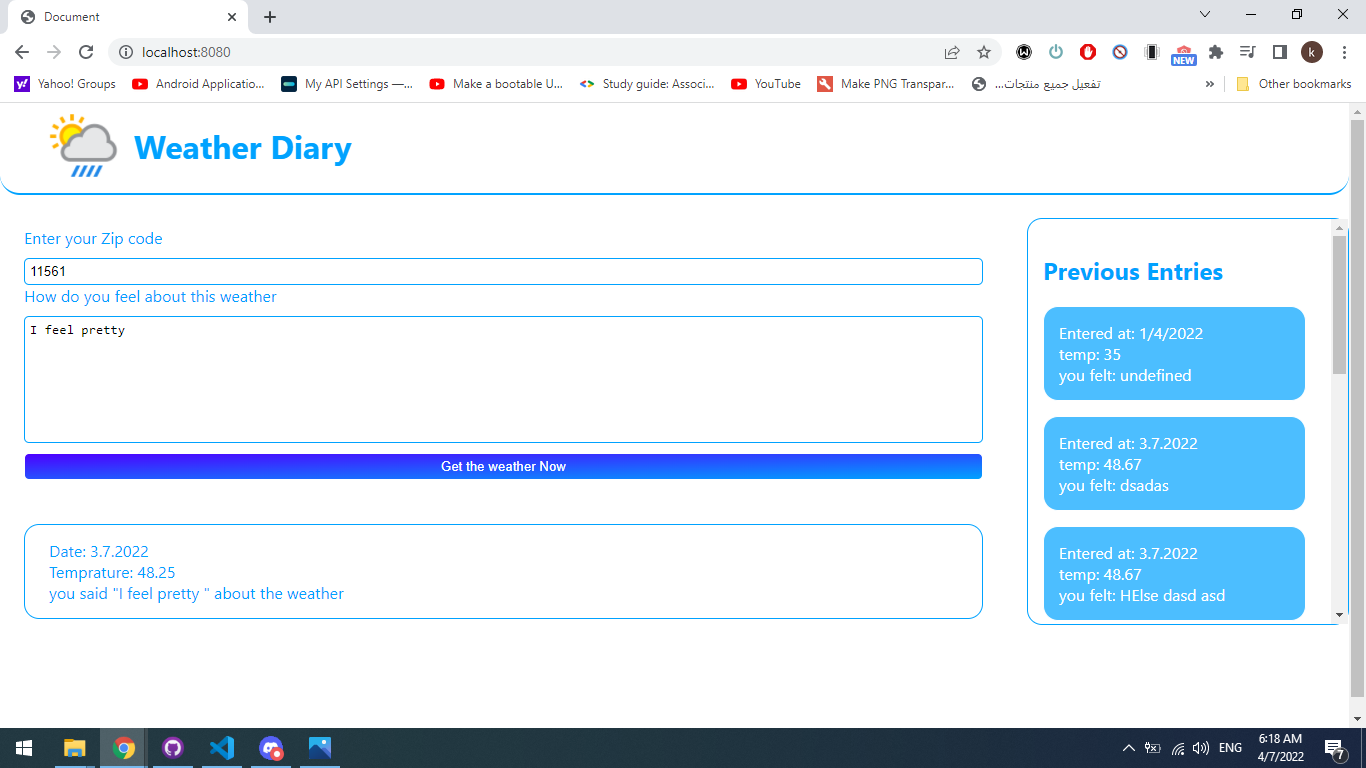 Document
localhost:8080
NEW
k
Yahoo! Groups
Android Applicatio...
My API Settings —...
Make a bootable U...
Study guide: Associ...
YouTube
Make PNG Transpar...
تفعيل جميع منتجات...
»
Other bookmarks
Weather Diary
Enter your Zip code
11561
How do you feel about this weather
I feel pretty
Get the weather Now
Date: 3.7.2022
Temprature: 48.25
you said "I feel pretty " about the weather
Previous Entries
Entered at: 1/4/2022
temp: 35
you felt: undefined
Entered at: 3.7.2022
temp: 48.67
you felt: dsadas
Entered at: 3.7.2022
temp: 48.67
you felt: HElse dasd asd
ENG
6:18 AM
4/7/2022
7